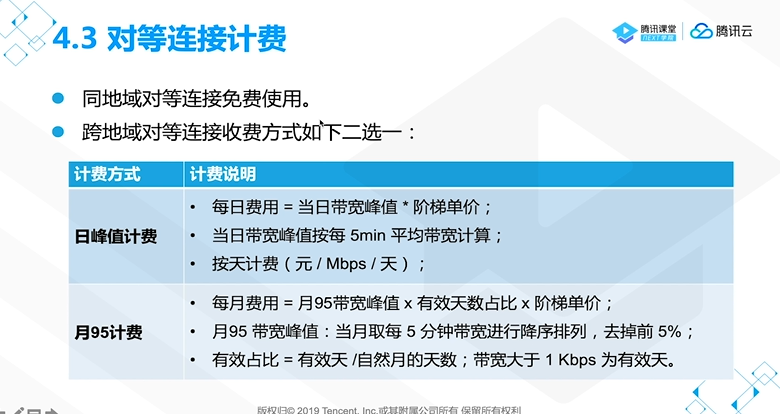 4.3 对等连接计费
腾讯课堂
NEXT学院
腾讯云
● 同地域对等连接免费使用。
● 跨地域对等连接收费方式如下二选一：
计费方式 计费说明
日峰值计费
• 每日费用 = 当日带宽峰值 * 阶梯单价；
• 当日带宽峰值按每 5min 平均带宽计算；
• 按天计费（元 / Mbps / 天）；
月95计费
• 每月费用 = 月95带宽峰值 x 有效天数占比 x 阶梯单价；
• 月95 带宽峰值：当月取每 5 分钟带宽进行降序排列，去掉前 5%；
• 有效占比 = 有效天 /自然月的天数；带宽大于 1 Kbps 为有效天。
版权归© 2019 Tencent, Inc.或其附属公司所有 保留所有权利